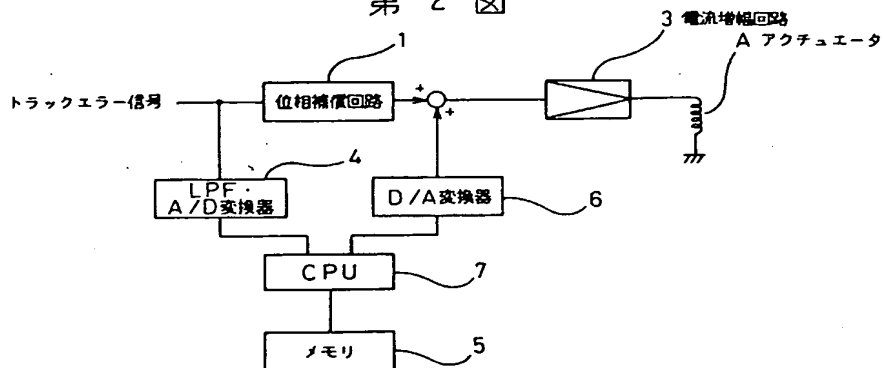 第2図
3 電流増幅回路
A アクチュエータ
1
トラックエラー信号
位相補償回路
+
+
4
LPF・
A/D変換器
D/A変換器
6
CPU
7
メモリ
5